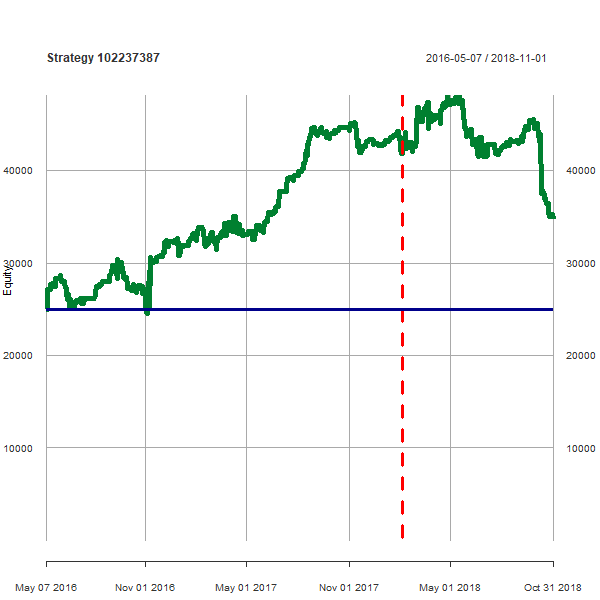 Strategy 102237387 2016-05-07 / 2018-11-01
40000 40000
30000 30000
Equity
20000 20000
10000 10000
May 07 2016 Nov 01 2016 May 01 2017 Nov 01 2017 May 01 2018 Oct 31 2018